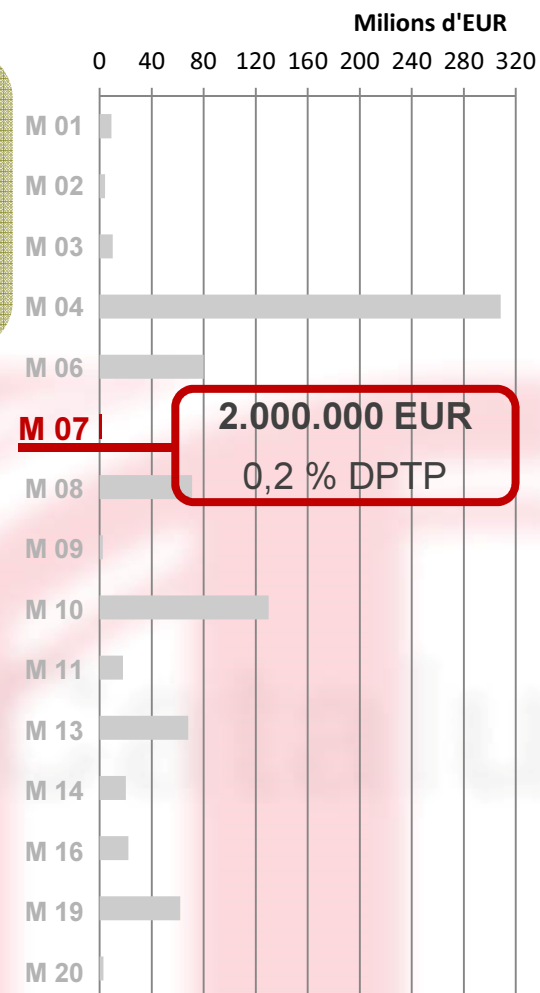 Milions d'EUR
0 40 80 120 160 200 240 280 320
M 01
M 02
M 03
M 04
M 06
M 07
2.000.000 EUR
0,2 % DPTP
M 08
M 09
M 10
M 11
M 13
M 14
M 16
M 19
M 20